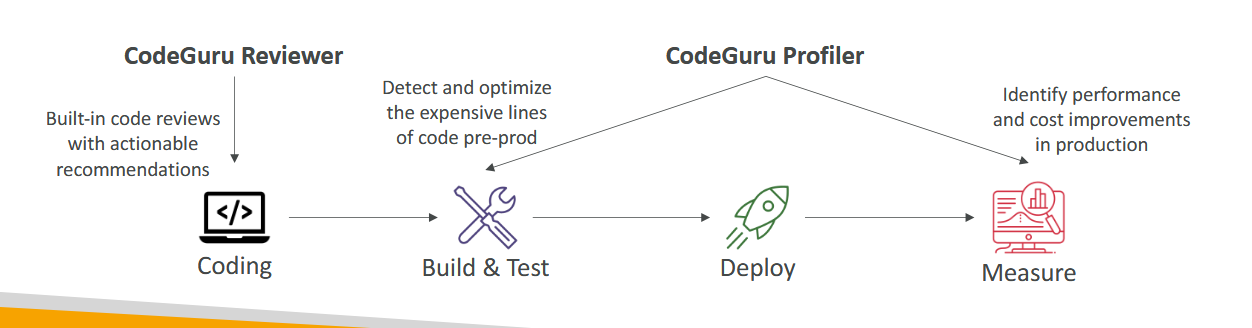 CodeGuru Reviewer
CodeGuru Profiler
Built-in code reviews
with actionable
recommendations
Detect and optimize
the expensive lines
of code pre-prod
Identify performance
and cost improvements
in production
</>
Coding
Build & Test
Deploy
Measure